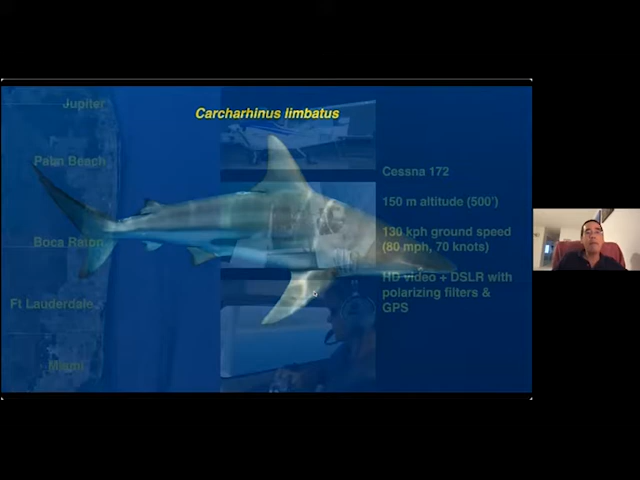 Carcharhinus limbatus
Jupiter
Palm Beach
Boca Raton
Ft Lauderdale
Miami
Cessna 172
150 m altitude (500')
130 kph ground speed
(80 mph, 70 knots)
HD video + DSLR with
polarizing filters &
GPS